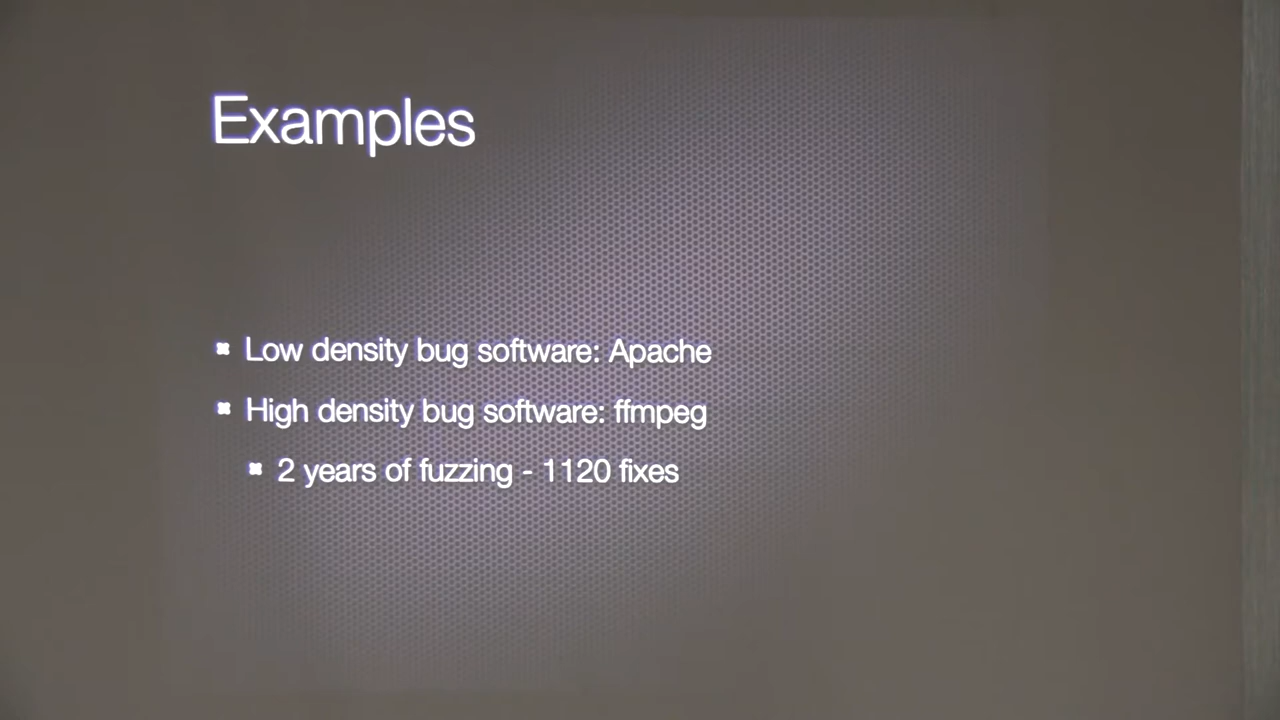 Examples
Low density bug software: Apache
High density bug software: ffmpeg
2 years of fuzzing - 1120 fixes